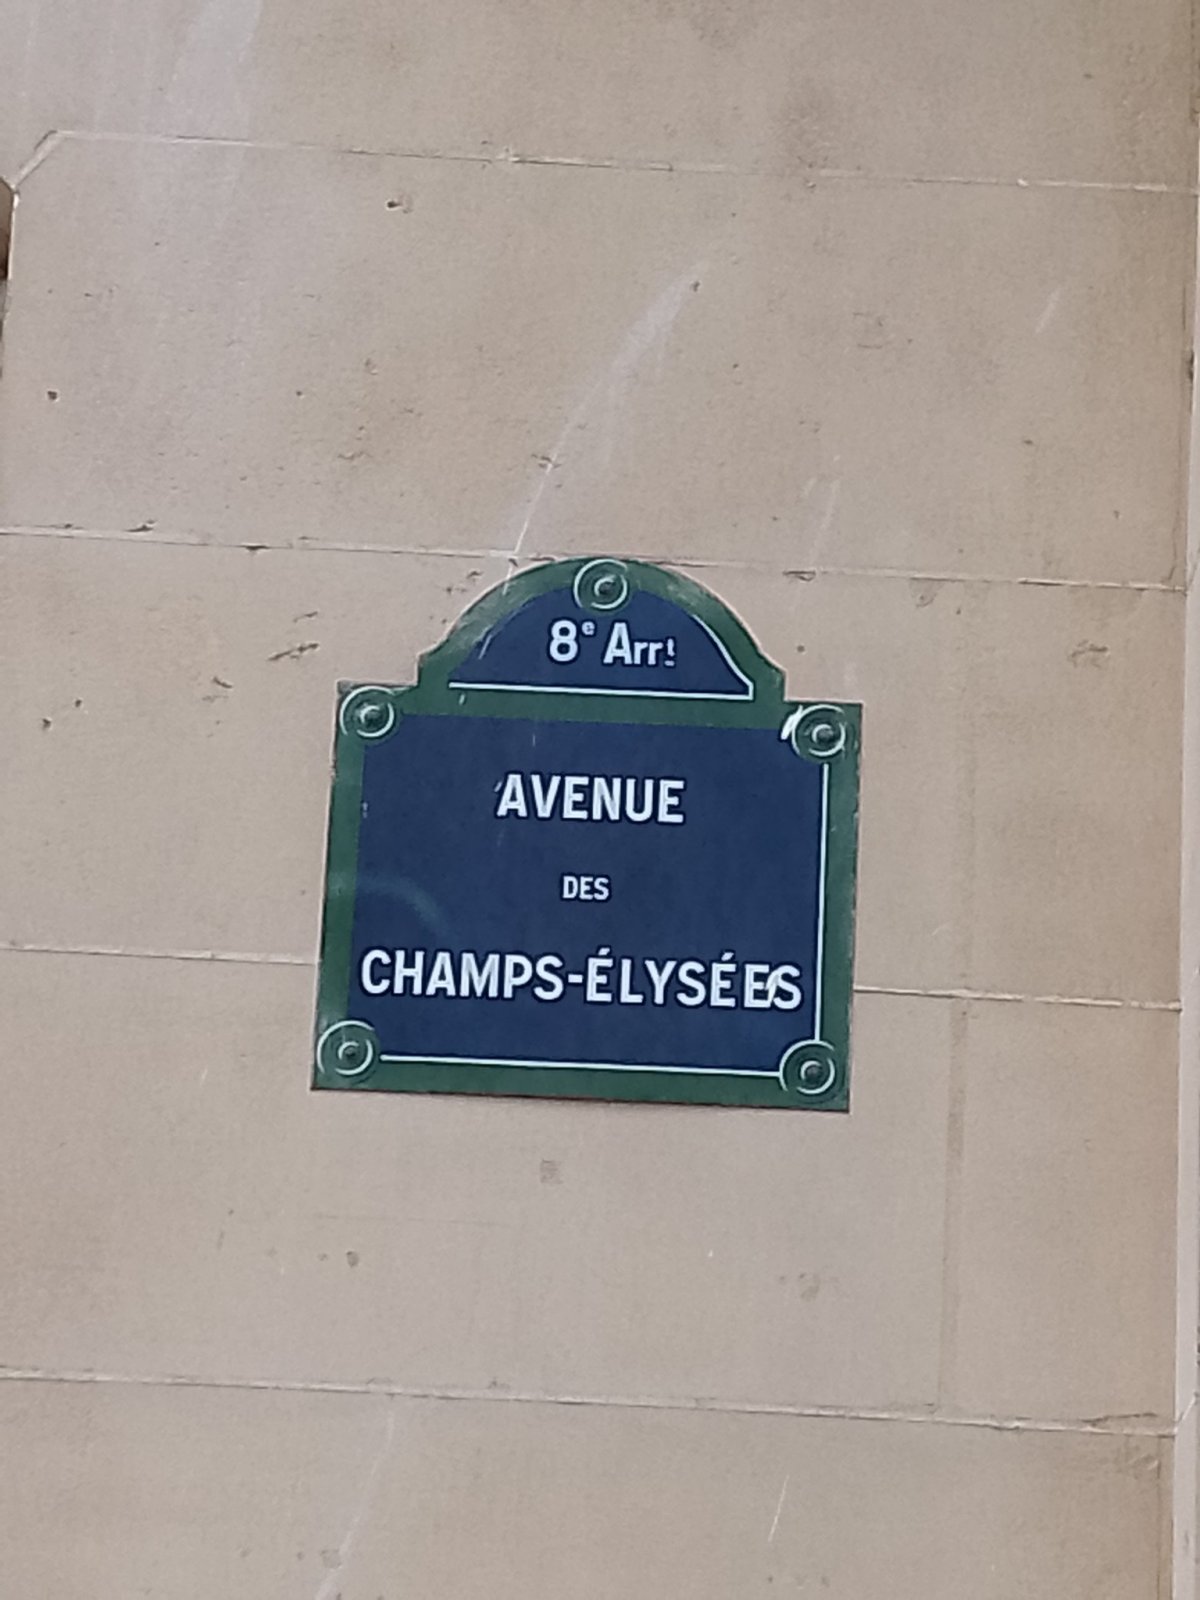 8e Arrt
AVENUE
DES
CHAMPS-ÉLYSÉES